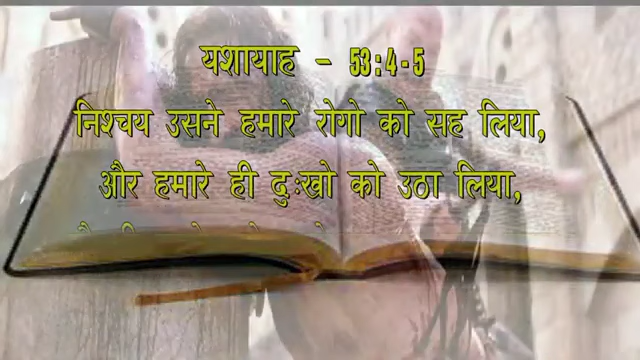 यशायाह - 53:4-5
निश्चय उसने हमारे रोगो को सह लिया,
और हमारे ही दुःखो को उठा लिया,